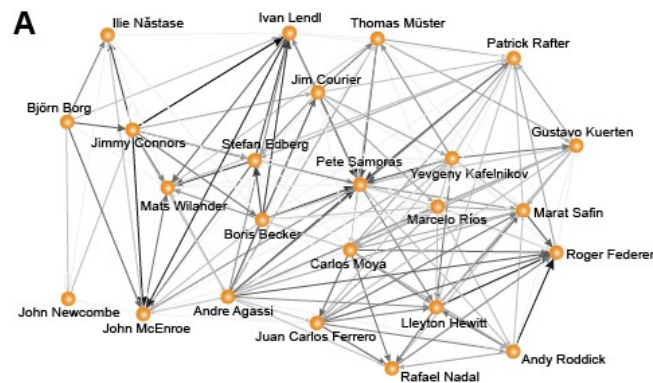 A
Ilie Năstase
Ivan Lendl
Thomas Müster
Patrick Rafter
Jim Courier
Björn Borg
Jimmy Connors
Stefan Edberg
Gustavo Kuerten
Pete Sampras
Yevgeny Kafelnikov
Mats Wilander
Marcelo Ríos
Marat Safin
Boris Becker
Carlos Moya
Roger Federer
John Newcombe
John McEnroe
Andre Agassi
Juan Carlos Ferrero
Lleyton Hewitt
Andy Roddick
Rafael Nadal